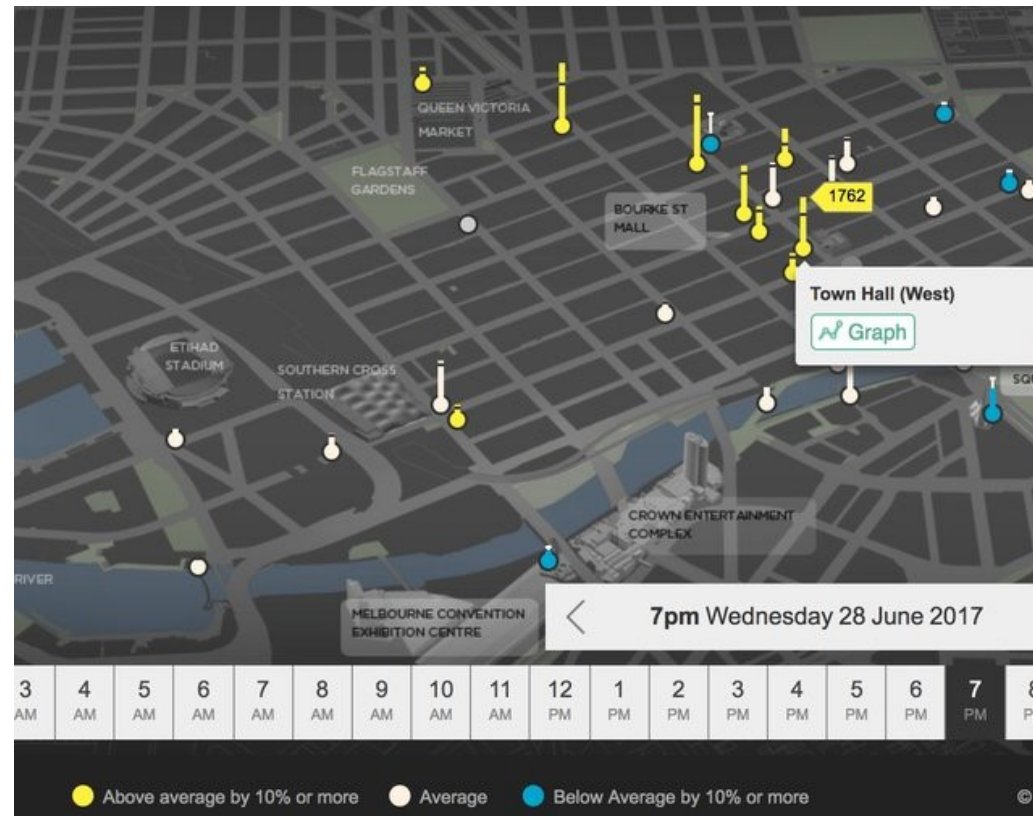 QUEEN VICTORIA
MARKET
FLAGSTAFF
GARDENS
1762
BOURKE ST
MALL
Town Hall (West)
Graph
ETIHAD
STADIUM
SOUTHERN CROSS
STATION
CROWN ENTERTAINMENT
COMPLEX
RIVER
MELBOURNE CONVENTION
EXHIBITION CENTRE
7pm Wednesday 28 June 2017
3 4 5 6 7 8 9 10 11 12 1 2 3 4 5 6 7
AM AM AM AM AM AM AM AM AM PM PM PM PM PM PM PM PM
Above average by 10% or more Average Below Average by 10% or more ©